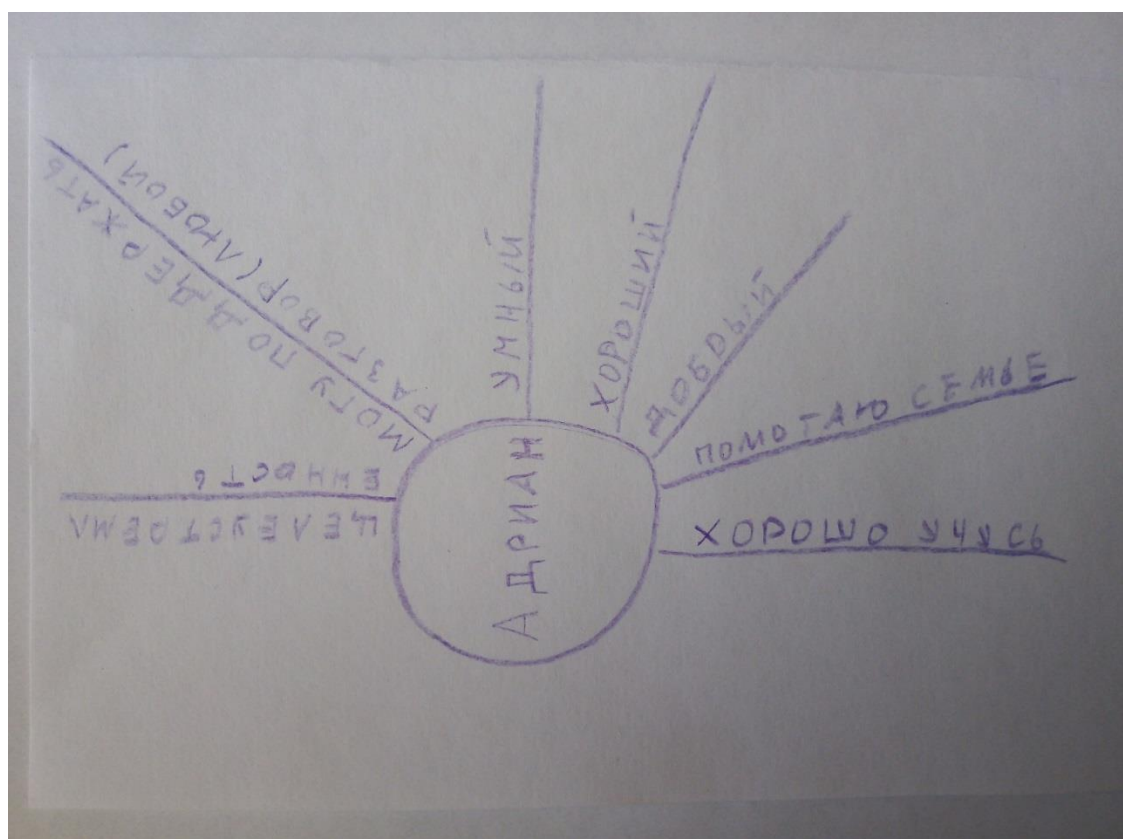 АДРИАН
ЦЕЛЕУСТРЕМЛ
ЕННОСТЬ
МОГУ ПОДДЕРЖАТЬ
РАЗГОВОР (ЛЮБОЙ)
УМНЫЙ
ХОРОШИЙ
ДОБРЫЙ
ПОМОГАЮ СЕМЬЕ
ХОРОШО УЧУСЬ